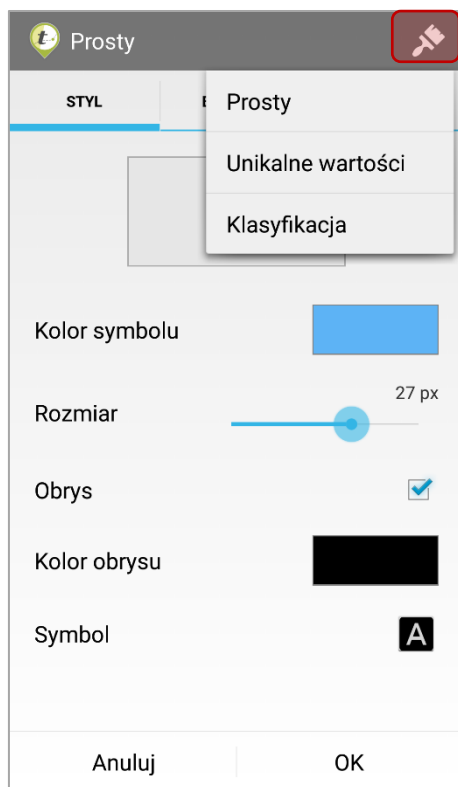 Prosty
STYL
Prosty
Unikalne wartości
Klasyfikacja
Kolor symbolu
27 px
Rozmiar
Obrys
Kolor obrysu
Symbol
A
Anuluj
OK